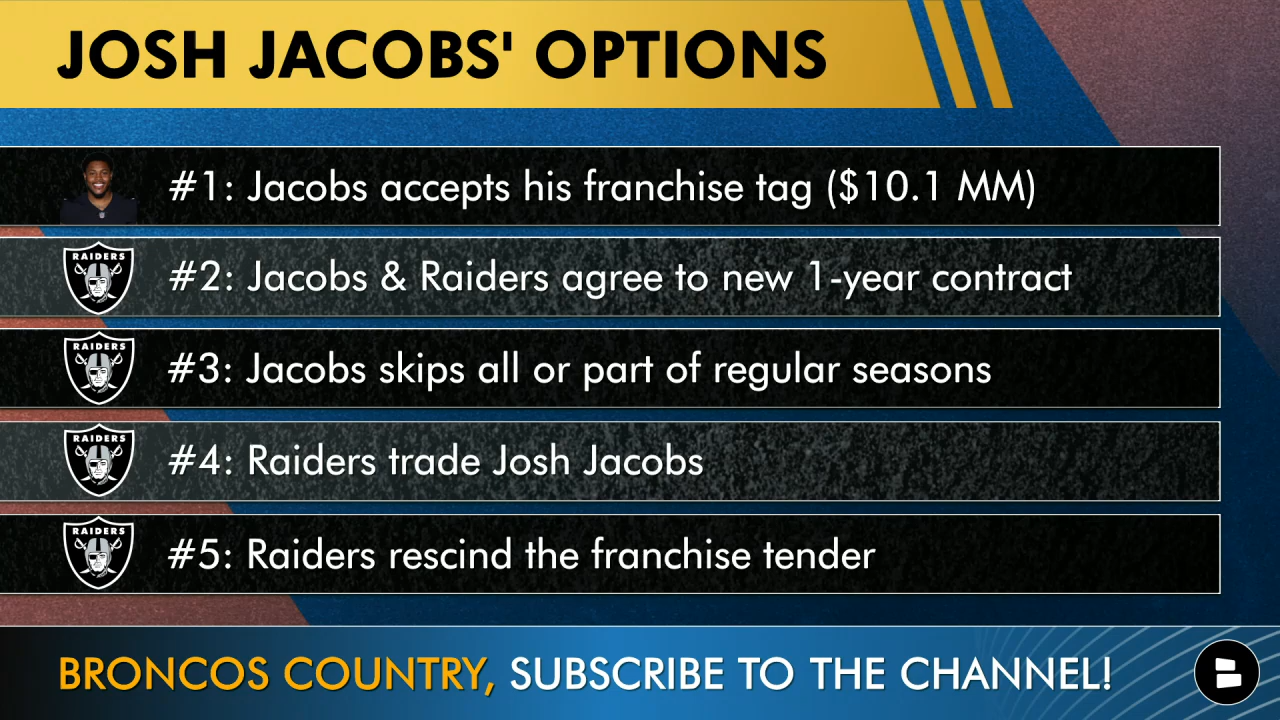 JOSH JACOBS' OPTIONS
#1: Jacobs accepts his franchise tag ($10.1 MM)
RAIDERS
#2: Jacobs & Raiders agree to new 1-year contract
RAIDERS
#3: Jacobs skips all or part of regular seasons
RAIDERS
#4: Raiders trade Josh Jacobs
RAIDERS
#5: Raiders rescind the franchise tender
BRONCOS COUNTRY, SUBSCRIBE TO THE CHANNEL!